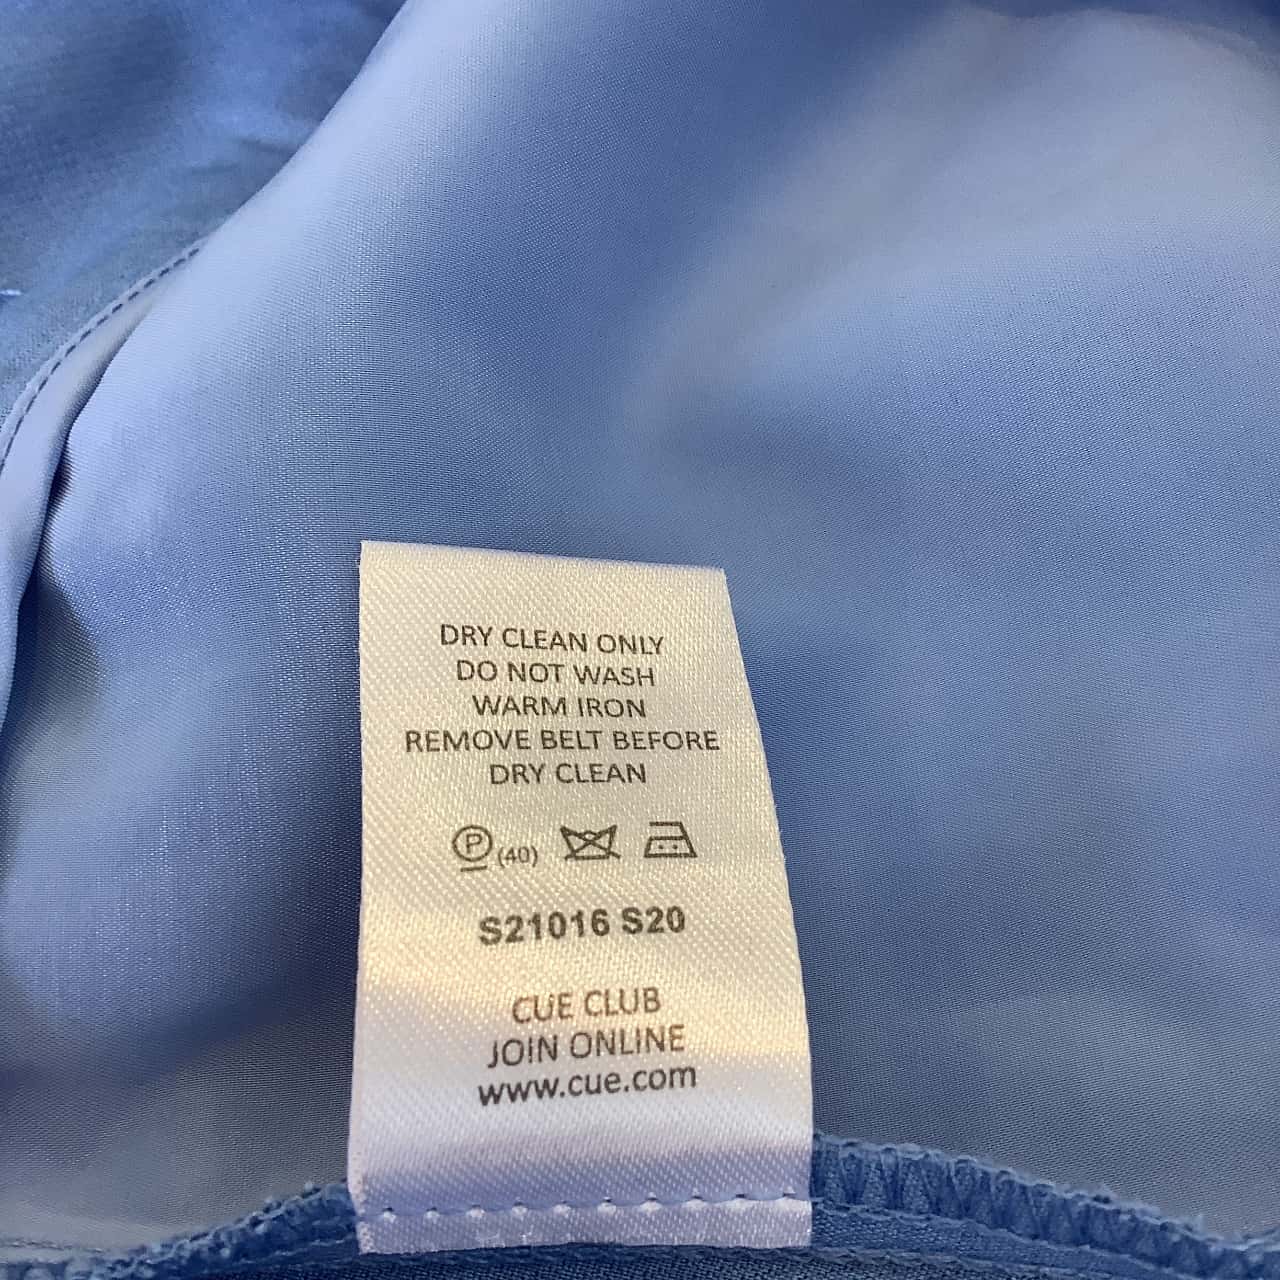 DRY CLEAN ONLY
DO NOT WASH
WARM IRON
REMOVE BELT BEFORE
DRY CLEAN
P (40)
S21016 S20
CUE CLUB
JOIN ONLINE
www.cue.com